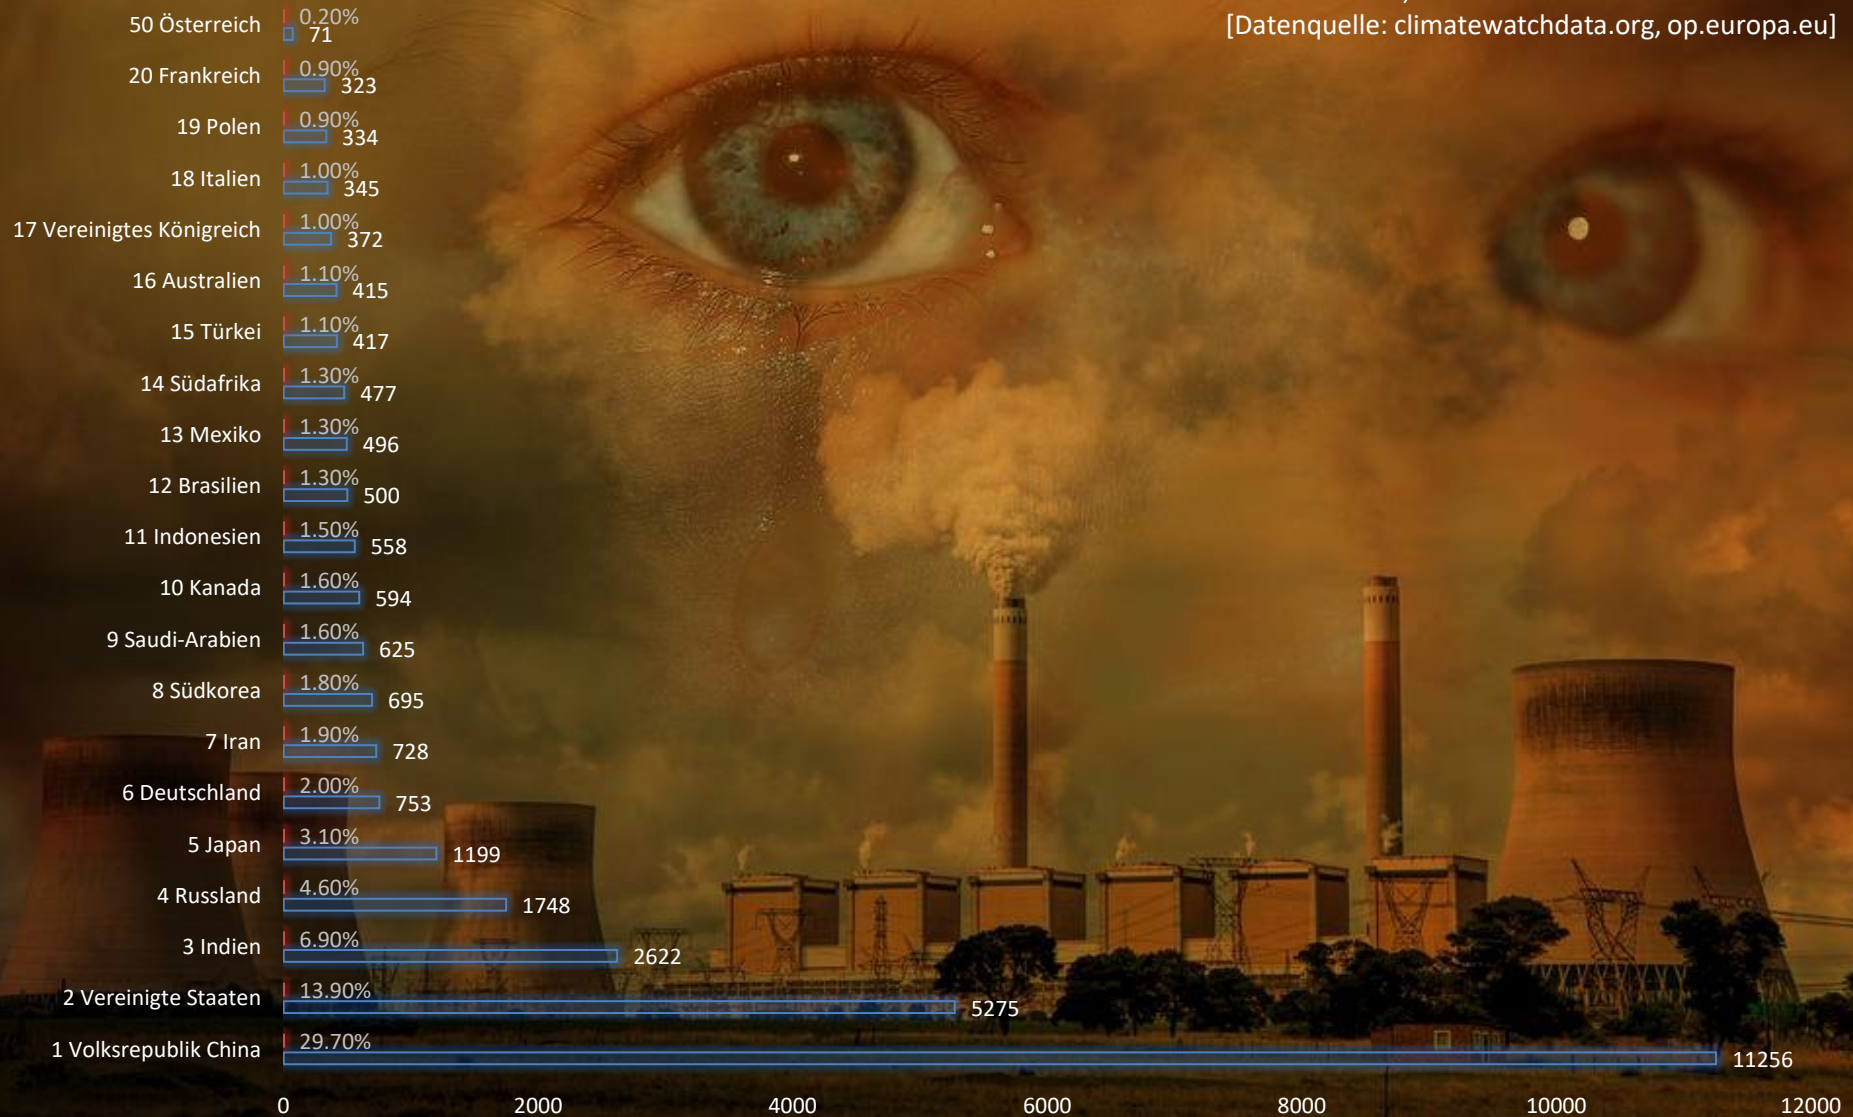 [Datenquelle: climatewatchdata.org, op.europa.eu]
50 Österreich 0.20% 71
20 Frankreich 0.90% 323
19 Polen 0.90% 334
18 Italien 1.00% 345
17 Vereinigtes Königreich 1.00% 372
16 Australien 1.10% 415
15 Türkei 1.10% 417
14 Südafrika 1.30% 477
13 Mexiko 1.30% 496
12 Brasilien 1.30% 500
11 Indonesien 1.50% 558
10 Kanada 1.60% 594
9 Saudi-Arabien 1.60% 625
8 Südkorea 1.80% 695
7 Iran 1.90% 728
6 Deutschland 2.00% 753
5 Japan 3.10% 1199
4 Russland 4.60% 1748
3 Indien 6.90% 2622
2 Vereinigte Staaten 13.90% 5275
1 Volksrepublik China 29.70% 11256
0 2000 4000 6000 8000 10000 12000